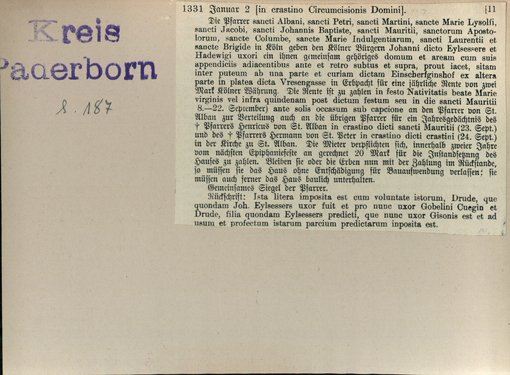 Kreis
Paderborn
S. 187
1331 Januar 2 [in crastino Circumcisionis Domini]. [11
Die Pfarrer sancti Albani, sancti Petri, sancti Martini, sancte Marie Lysolfi,
sancti Jacobi, sancti Johannis Baptiste, sancti Mauritii, sanctorum Aposto-
lorum, sancte Columbe, sancte Marie Indulgentiarum, sancti Laurentii et
sancte Brigide in Köln geben den Kölner Bürgern Johanni dicto Eylsessere et
Hadewigi uxori ein ihnen gemeinsam gehöriges domum et aream cum suis
appendiciis adiacentibus ante et retro subtus et supra, prout iacet, sitam
inter puteum ab una parte et curiam dictam Einscherfginshof ex altera
parte in platea dicta Vresengasse in Erbpacht für eine jährliche Rente von zwei
Mark Kölner Währung. Die Rente ist zu zahlen in festo Nativitatis beate Marie
virginis vel infra quindenam post dictum festum seu in die sancti Mauritii
8.—22. September) ante solis occasum sub capcione an den Pfarrer von St.
Alban zur Verteilung auch an die übrigen Pfarrer für ein Jahresgedächtnis des
† Pfarrers Henricus von St. Alban in crastino dicti sancti Mauritii (23. Sept.)
und des † Pfarrers Hermann von St. Peter in crastino dicti crastini (24. Sept.)
in der Kirche zu St. Alban. Die Mieter verpflichten sich, innerhalb zweier Jahre
vom nächsten Epiphaniefeste an gerechnet 20 Mark für die Instandsetzung des
Hauses zu zahlen. Bleiben sie oder die Erben nun mit der Zahlung im Rückstande,
so müssen sie das Haus ohne Entschädigung für Bauaufwendung verlassen; sie
müssen auch ferner das Haus baulich unterhalten.
Gemeinsames Siegel der Pfarrer.
Rückschrift: Ista litera imposita est cum voluntate istorum, Drude, que
quondam Joh. Eylsessers uxor fuit et pro nunc uxor Gobelini Cuegin et
Drude, filia quondam Eylsessers predicti, que nunc uxor Gisonis est et ad
usum et profectum istarum parcium predictarum inposita est.